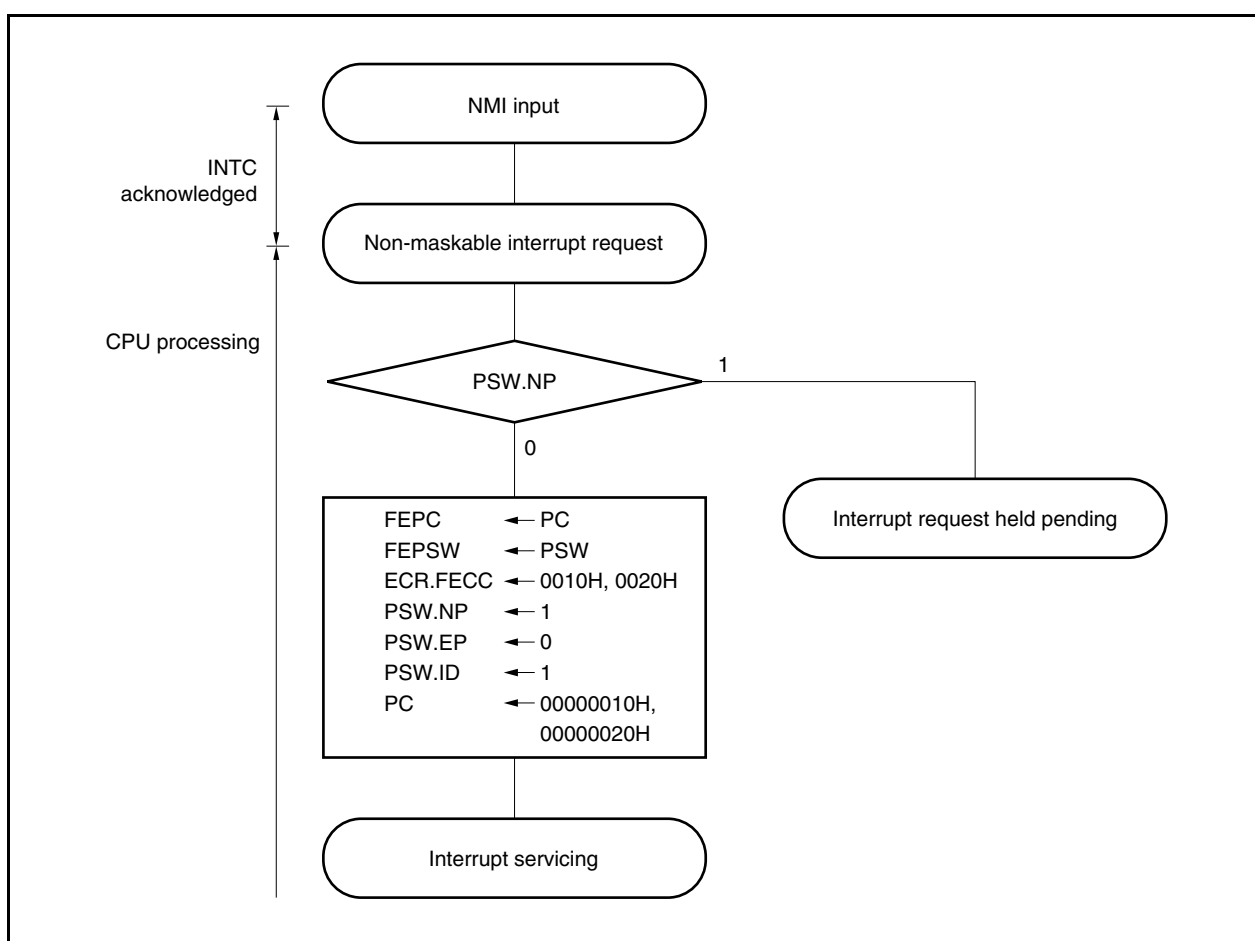 NMI input
INTC
acknowledged
Non-maskable interrupt request
CPU processing
PSW.NP
1
0
FEPC ← PC
FEPSW ← PSW
ECR.FECC ← 0010H, 0020H
PSW.NP ← 1
PSW.EP ← 0
PSW.ID ← 1
PC ← 00000010H,
00000020H
Interrupt request held pending
Interrupt servicing